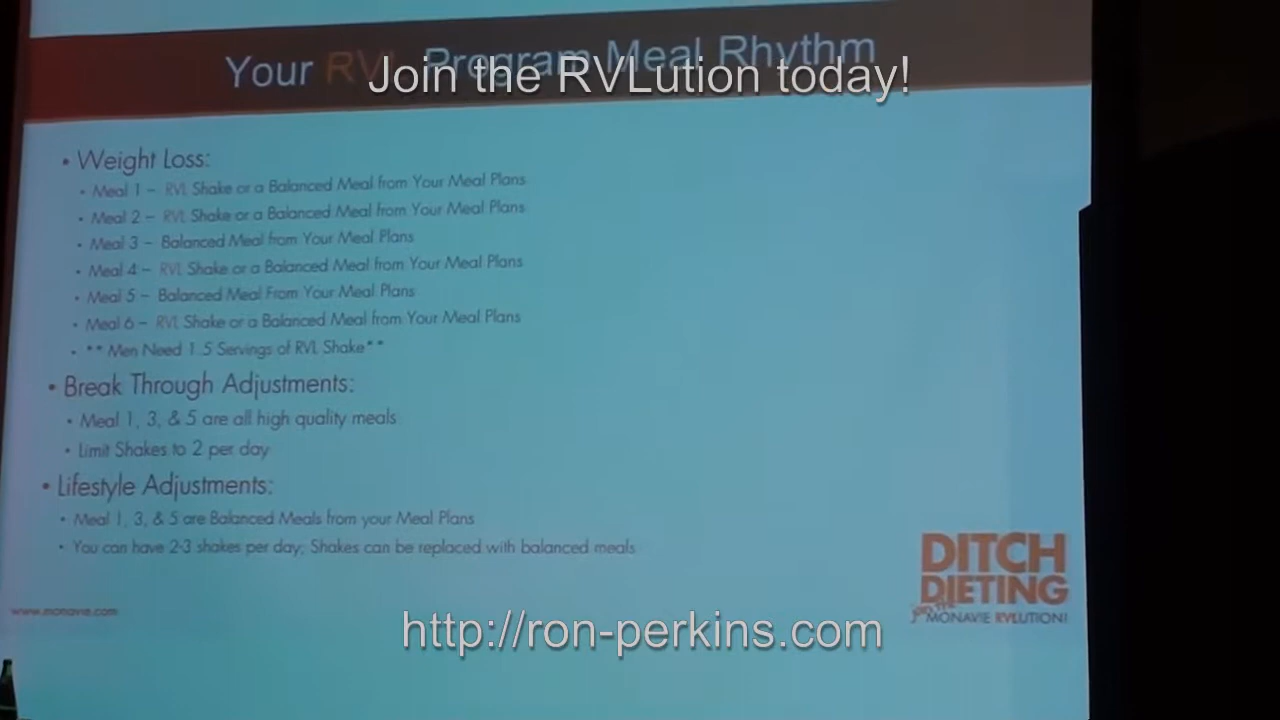 Your RVL Program Meal Rhythm
Join the RVLution today!
• Weight Loss:
• Meal 1 – RVL Shake or a Balanced Meal from Your Meal Plans
• Meal 2 – RVL Shake or a Balanced Meal from Your Meal Plans
• Meal 3 – Balanced Meal from Your Meal Plans
• Meal 4 – RVL Shake or a Balanced Meal from Your Meal Plans
• Meal 5 – Balanced Meal From Your Meal Plans
• Meal 6 – RVL Shake or a Balanced Meal from Your Meal Plans
• **Men Need 1.5 Servings of RVL Shake**
• Break Through Adjustments:
• Meal 1, 3, & 5 are all high quality meals
• Limit Shakes to 2 per day
• Lifestyle Adjustments:
• Meal 1, 3, & 5 are Balanced Meals from your Meal Plans
• You can have 2-3 shakes per day; Shakes can be replaced with balanced meals
DITCH
DIETING
JOIN THE
MONAVIE RVLUTION!
www.monavie.com
http://ron-perkins.com